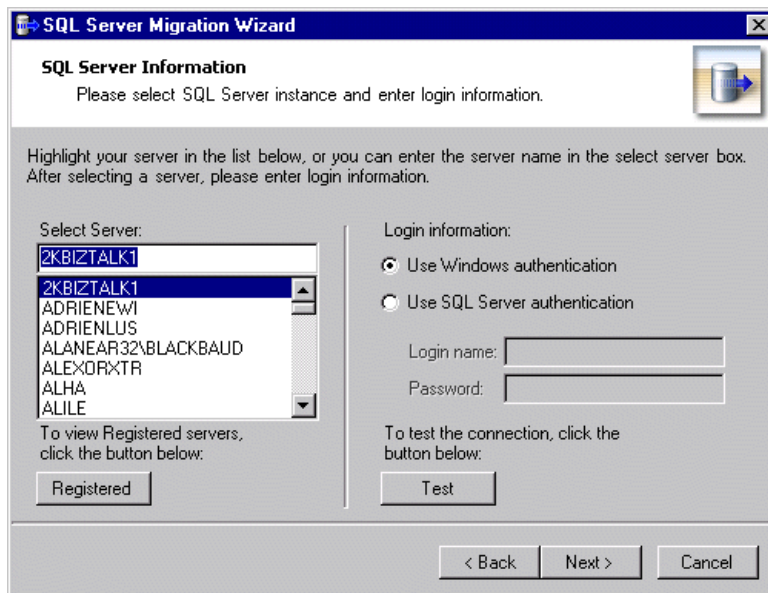 SQL Server Migration Wizard
SQL Server Information
Please select SQL Server instance and enter login information.
Highlight your server in the list below, or you can enter the server name in the select server box.
After selecting a server, please enter login information.
Select Server:
2KBIZTALK1
2KBIZTALK1
ADRIENEWI
ADRIENLUS
ALANEAR32\BLACKBAUD
ALEXORXTR
ALHA
ALILE
To view Registered servers,
click the button below:
Registered
Login information:
Use Windows authentication
Use SQL Server authentication
Login name:
Password:
To test the connection, click the
button below:
Test
< Back
Next >
Cancel